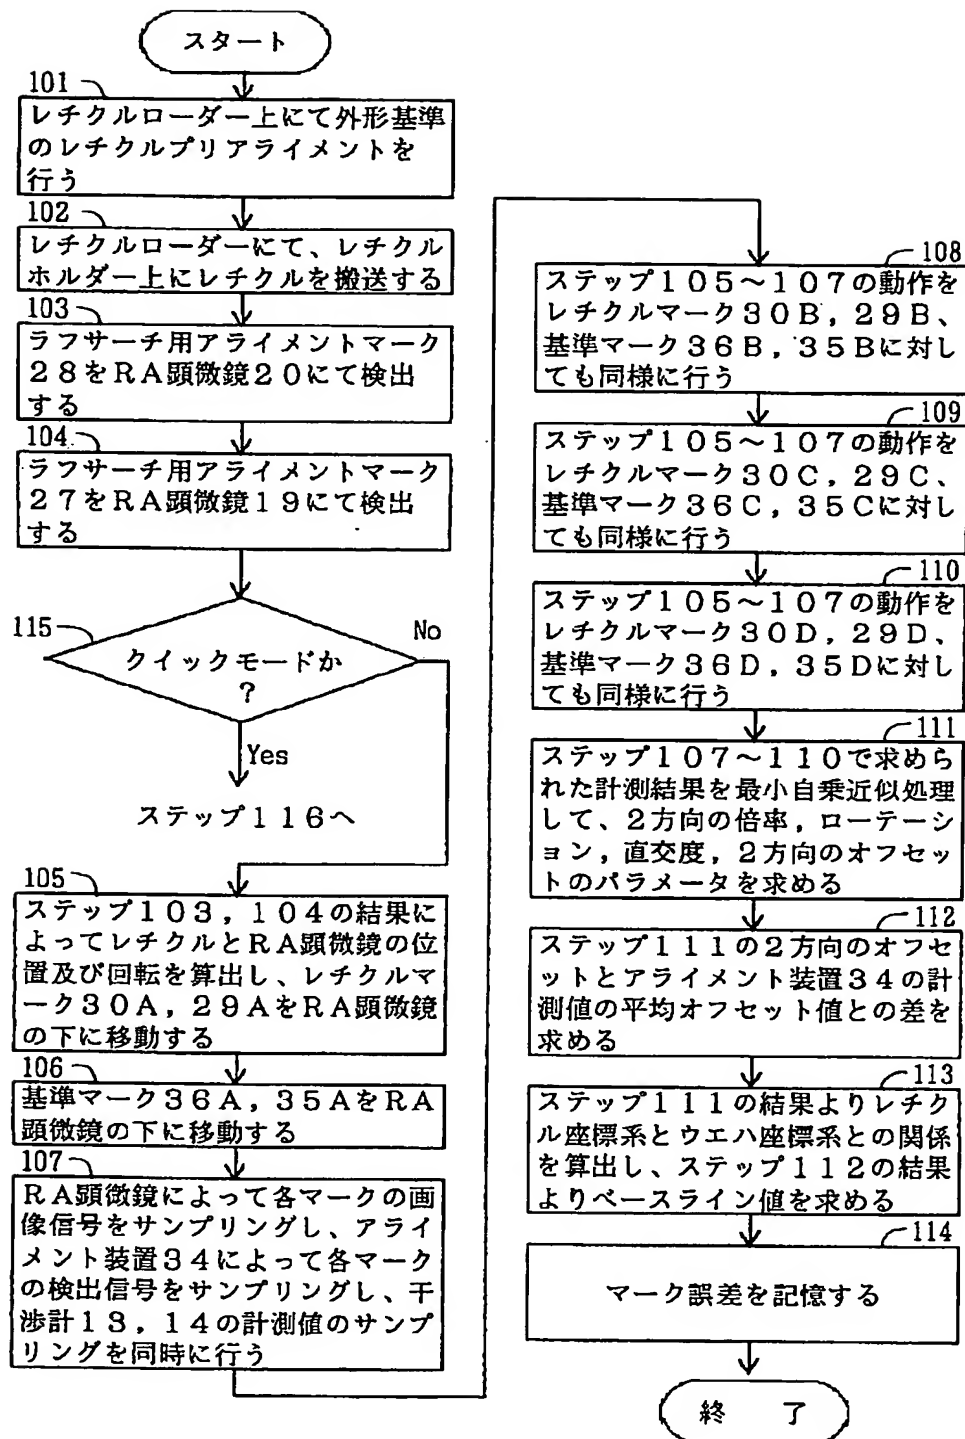 スタート
101
レチクルローダー上にて外形基準
のレチクルプリアライメントを
行う
102
レチクルローダーにて、レチクル
ホルダー上にレチクルを搬送する
103
ラフサーチ用アライメントマーク
28をRA顕微鏡20にて検出
する
104
ラフサーチ用アライメントマーク
27をRA顕微鏡19にて検出
する
115
クイックモードか
?
No
Yes
ステップ116へ
105
ステップ103,104の結果に
よってレチクルとRA顕微鏡の位
置及び回転を算出し、レチクルマ
ーク30A,29AをRA顕微鏡
の下に移動する
106
基準マーク36A,35AをRA
顕微鏡の下に移動する
107
RA顕微鏡によって各マークの画
像信号をサンプリングし、アライ
メント装置34によって各マーク
の検出信号をサンプリングし、干
渉計13,14の計測値のサンプ
リングを同時に行う
108
ステップ105~107の動作を
レチクルマーク30B,29B、
基準マーク36B,35Bに対し
ても同様に行う
109
ステップ105~107の動作を
レチクルマーク30C,29C、
基準マーク36C,35Cに対し
ても同様に行う
110
ステップ105~107の動作を
レチクルマーク30D,29D、
基準マーク36D,35Dに対し
ても同様に行う
111
ステップ107~110で求めら
れた計測結果を最小自乗近似処理
して、2方向の倍率,ローテーシ
ョン,直交度,2方向のオフセッ
トのパラメータを求める
112
ステップ111の2方向のオフセ
ットとアライメント装置34の計
測値の平均オフセット値との差を
求める
113
ステップ111の結果よりレチク
ル座標系とウエハ座標系との関係
を算出し、ステップ112の結果
よりベースライン値を求める
114
マーク誤差を記憶する
終 了